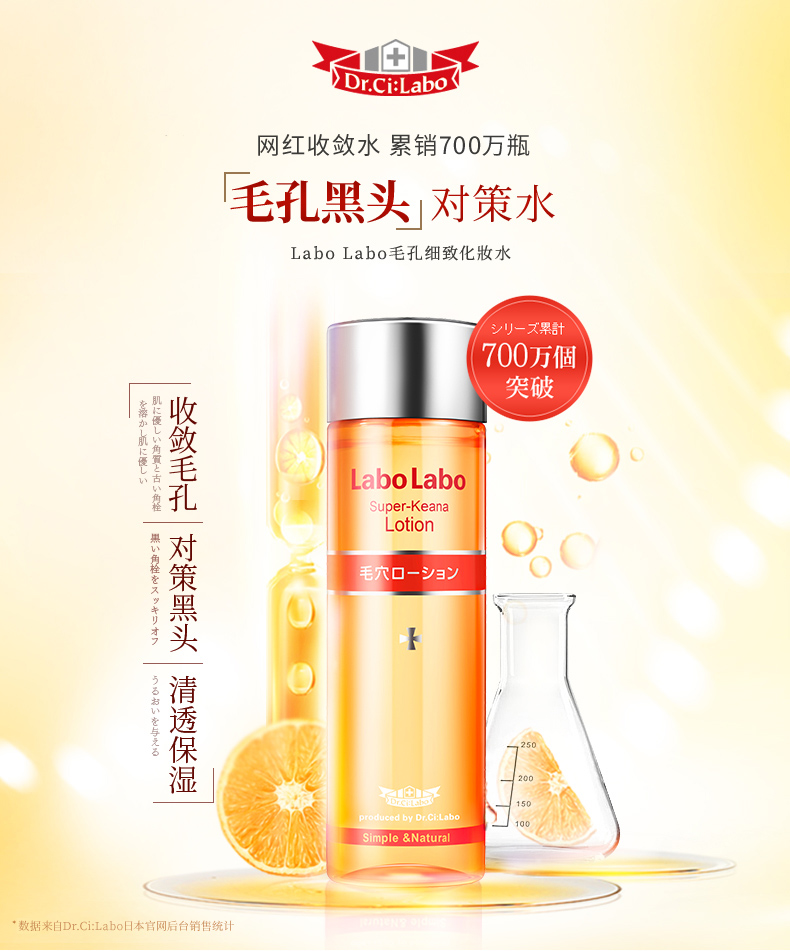 Dr.Ci:Labo
网红收敛水 累销700万瓶
「毛孔黑头」对策水
Labo Labo毛孔细致化妝水
シリーズ累計
700万個
突破
收敛毛孔
肌に優しい角質と古い角栓
を溶かし肌に優しい
对策黑头
黒い角栓をスッキリオフ
清透保湿
うるおいを与える
Labo Labo
Super-Keana
Lotion
毛穴ローション
Dr.Ci:Labo
produced by Dr.Ci:Labo
Simple &Natural
250
200
150
100
*数据来自Dr.Ci:Labo日本官网后台销售统计